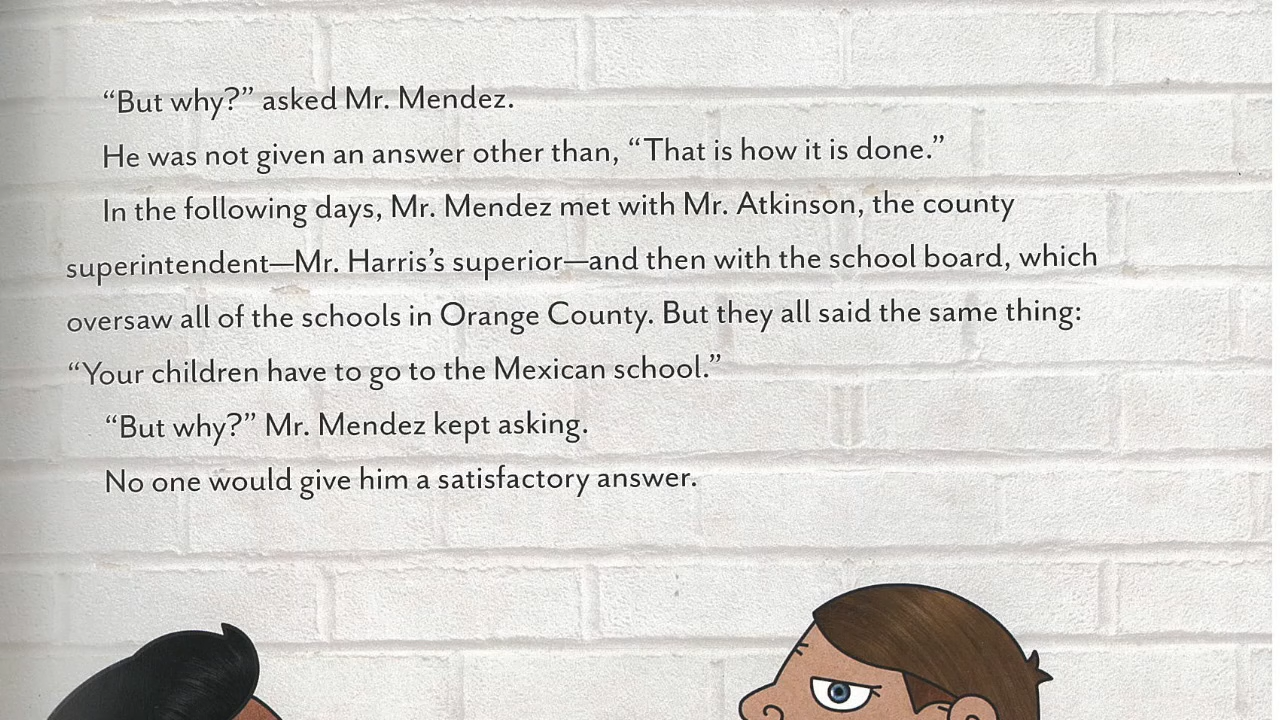 “But why?” asked Mr. Mendez.
He was not given an answer other than, “That is how it is done.”
In the following days, Mr. Mendez met with Mr. Atkinson, the county
superintendent—Mr. Harris’s superior—and then with the school board, which
oversaw all of the schools in Orange County. But they all said the same thing:
“Your children have to go to the Mexican school.”
“But why?” Mr. Mendez kept asking.
No one would give him a satisfactory answer.